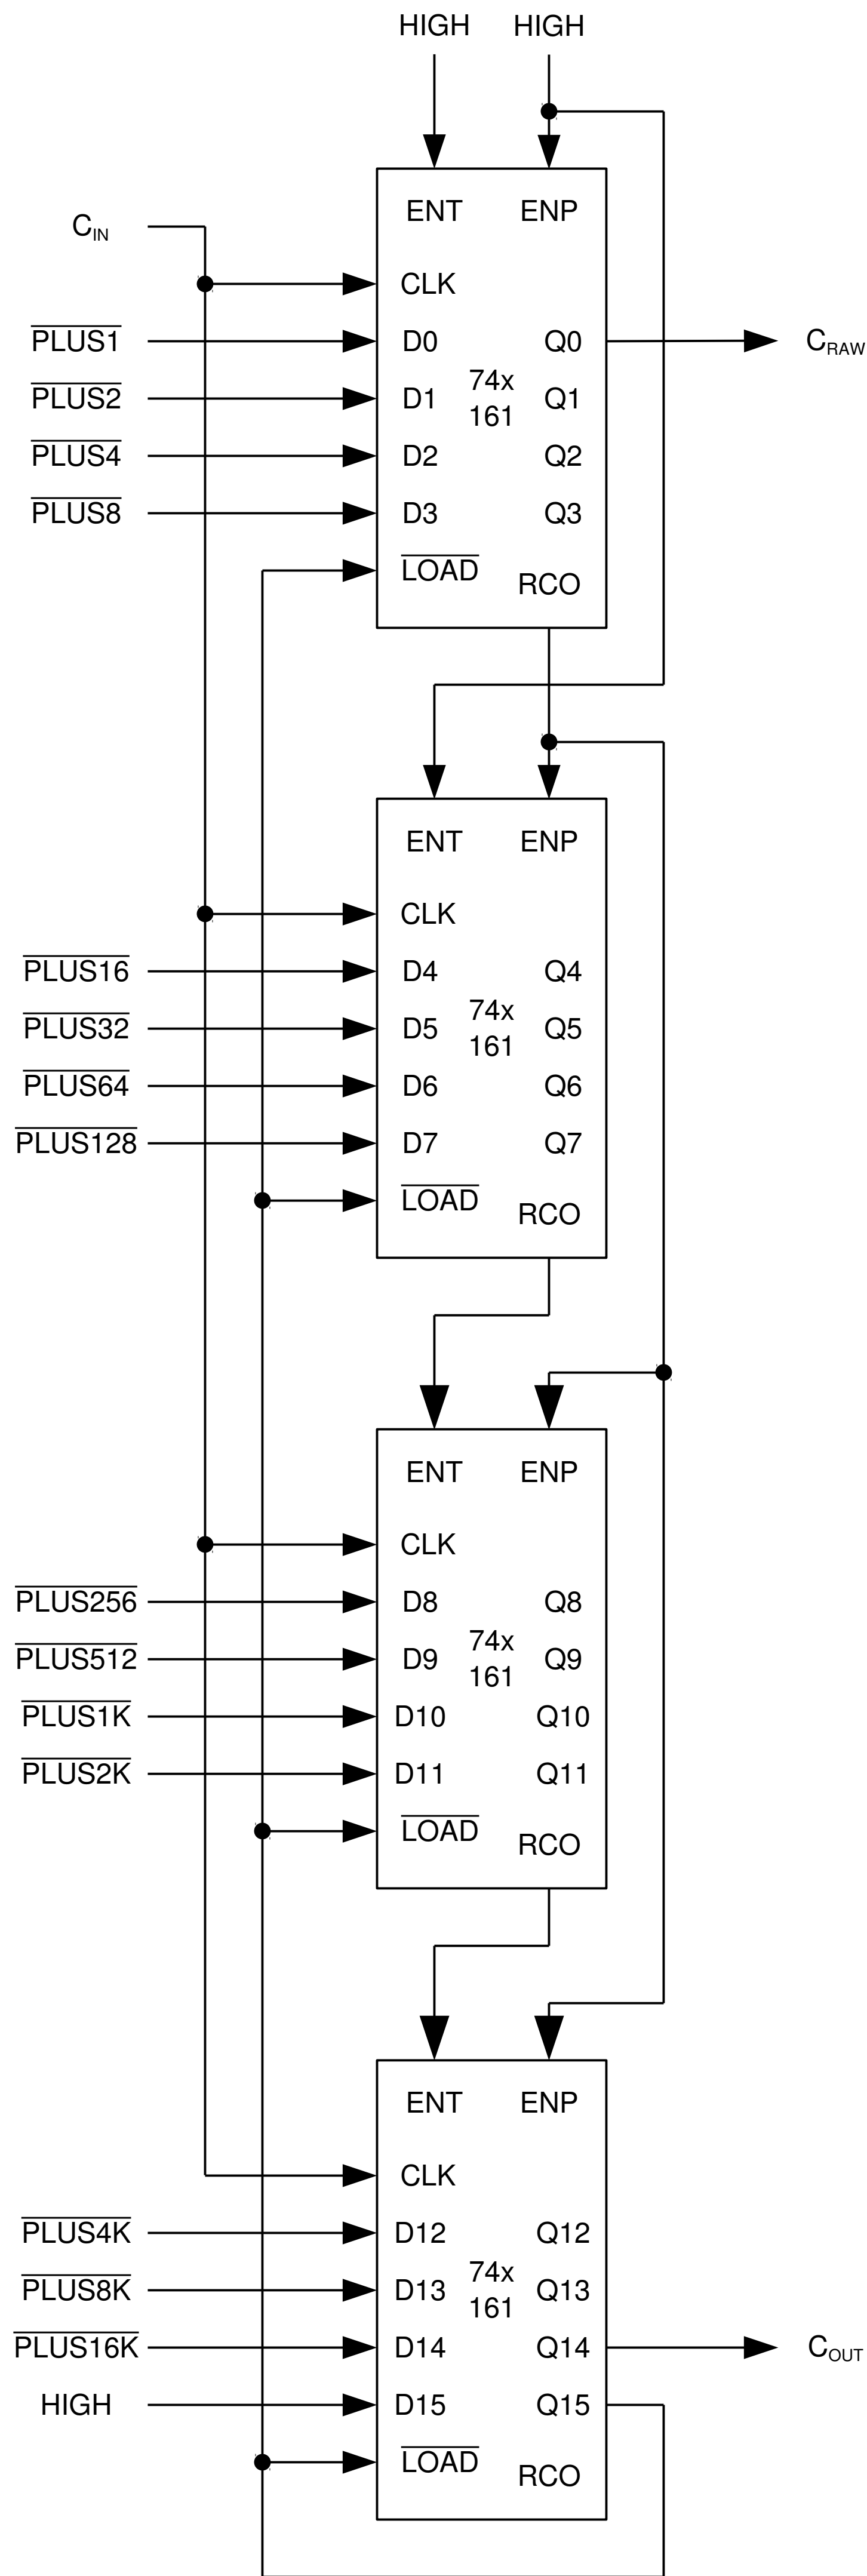 HIGH HIGH
ENT ENP
C_IN
CLK
PLUS1 D0 Q0 C_RAW
74x
PLUS2 D1 161 Q1
PLUS4 D2 Q2
PLUS8 D3 Q3
LOAD RCO
ENT ENP
CLK
PLUS16 D4 Q4
74x
PLUS32 D5 161 Q5
PLUS64 D6 Q6
PLUS128 D7 Q7
LOAD RCO
ENT ENP
CLK
PLUS256 D8 Q8
74x
PLUS512 D9 161 Q9
PLUS1K D10 Q10
PLUS2K D11 Q11
LOAD RCO
ENT ENP
CLK
PLUS4K D12 Q12
74x
PLUS8K D13 161 Q13
PLUS16K D14 Q14 C_OUT
HIGH D15 Q15
LOAD RCO